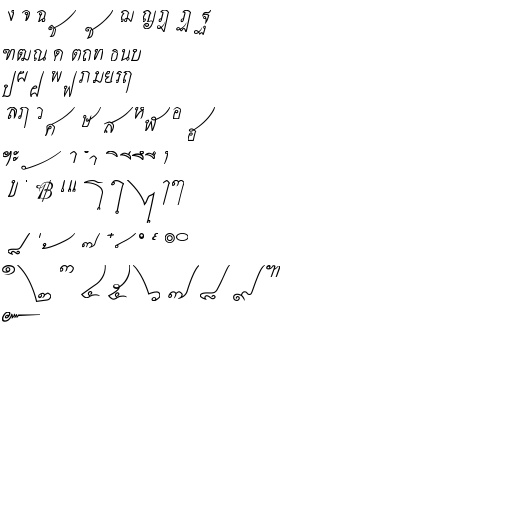 ง จ ฉ ช ซ ฌ ญ ฎ ฏ ฐ
ฑ ฒ ณ ด ต ถ ท ธ น บ
ป ผ ฝ พ ฟ ภ ม ย ร ฤ
ล ฦ ว ศ ษ ส ห ฬ อ ฮ
ฯ ะ ั า ำ ิ ี ึ ื ุ
ู ฺ ฿ เ แ โ ใ ไ ๅ ๆ
็ ่ ้ ๊ ๋ ์ ํ ๎ ๏ ๐
๑ ๒ ๓ ๔ ๕ ๖ ๗ ๘ ๙ ๚
๛